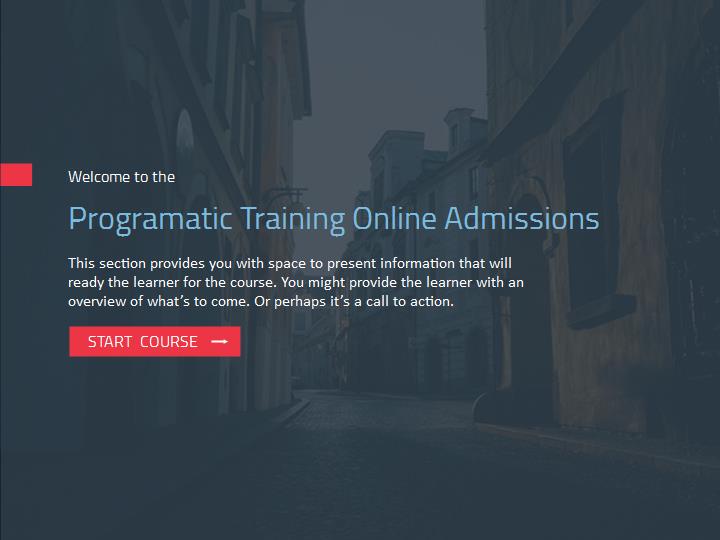 Welcome to the
Programatic Training Online Admissions
This section provides you with space to present information that will
ready the learner for the course. You might provide the learner with an
overview of what’s to come. Or perhaps it’s a call to action.
START COURSE →